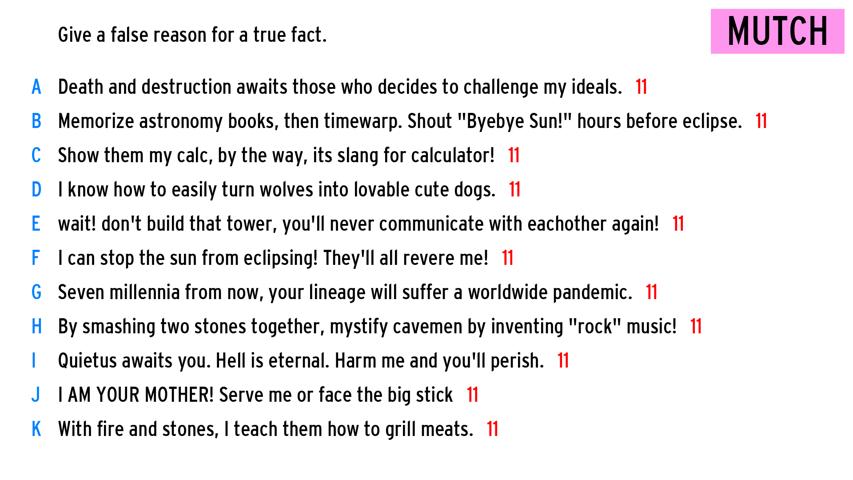 Give a false reason for a true fact.
MUTCH
A Death and destruction awaits those who decides to challenge my ideals. 11
B Memorize astronomy books, then timewarp. Shout "Byebye Sun!" hours before eclipse. 11
C Show them my calc, by the way, its slang for calculator! 11
D I know how to easily turn wolves into lovable cute dogs. 11
E wait! don't build that tower, you'll never communicate with eachother again! 11
F I can stop the sun from eclipsing! They'll all revere me! 11
G Seven millennia from now, your lineage will suffer a worldwide pandemic. 11
H By smashing two stones together, mystify cavemen by inventing "rock" music! 11
I Quietus awaits you. Hell is eternal. Harm me and you'll perish. 11
J I AM YOUR MOTHER! Serve me or face the big stick 11
K With fire and stones, I teach them how to grill meats. 11